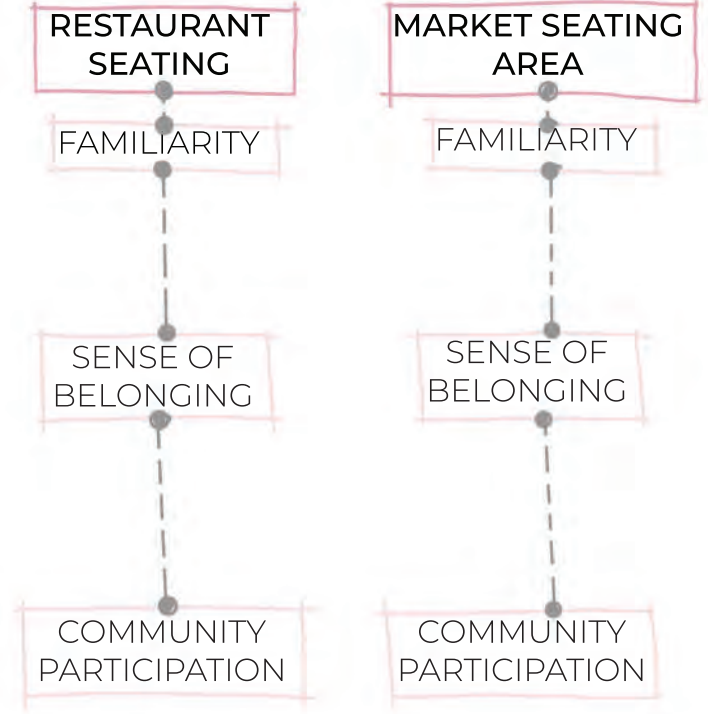 RESTAURANT
SEATING
FAMILIARITY
SENSE OF
BELONGING
COMMUNITY
PARTICIPATION
MARKET SEATING
AREA
FAMILIARITY
SENSE OF
BELONGING
COMMUNITY
PARTICIPATION